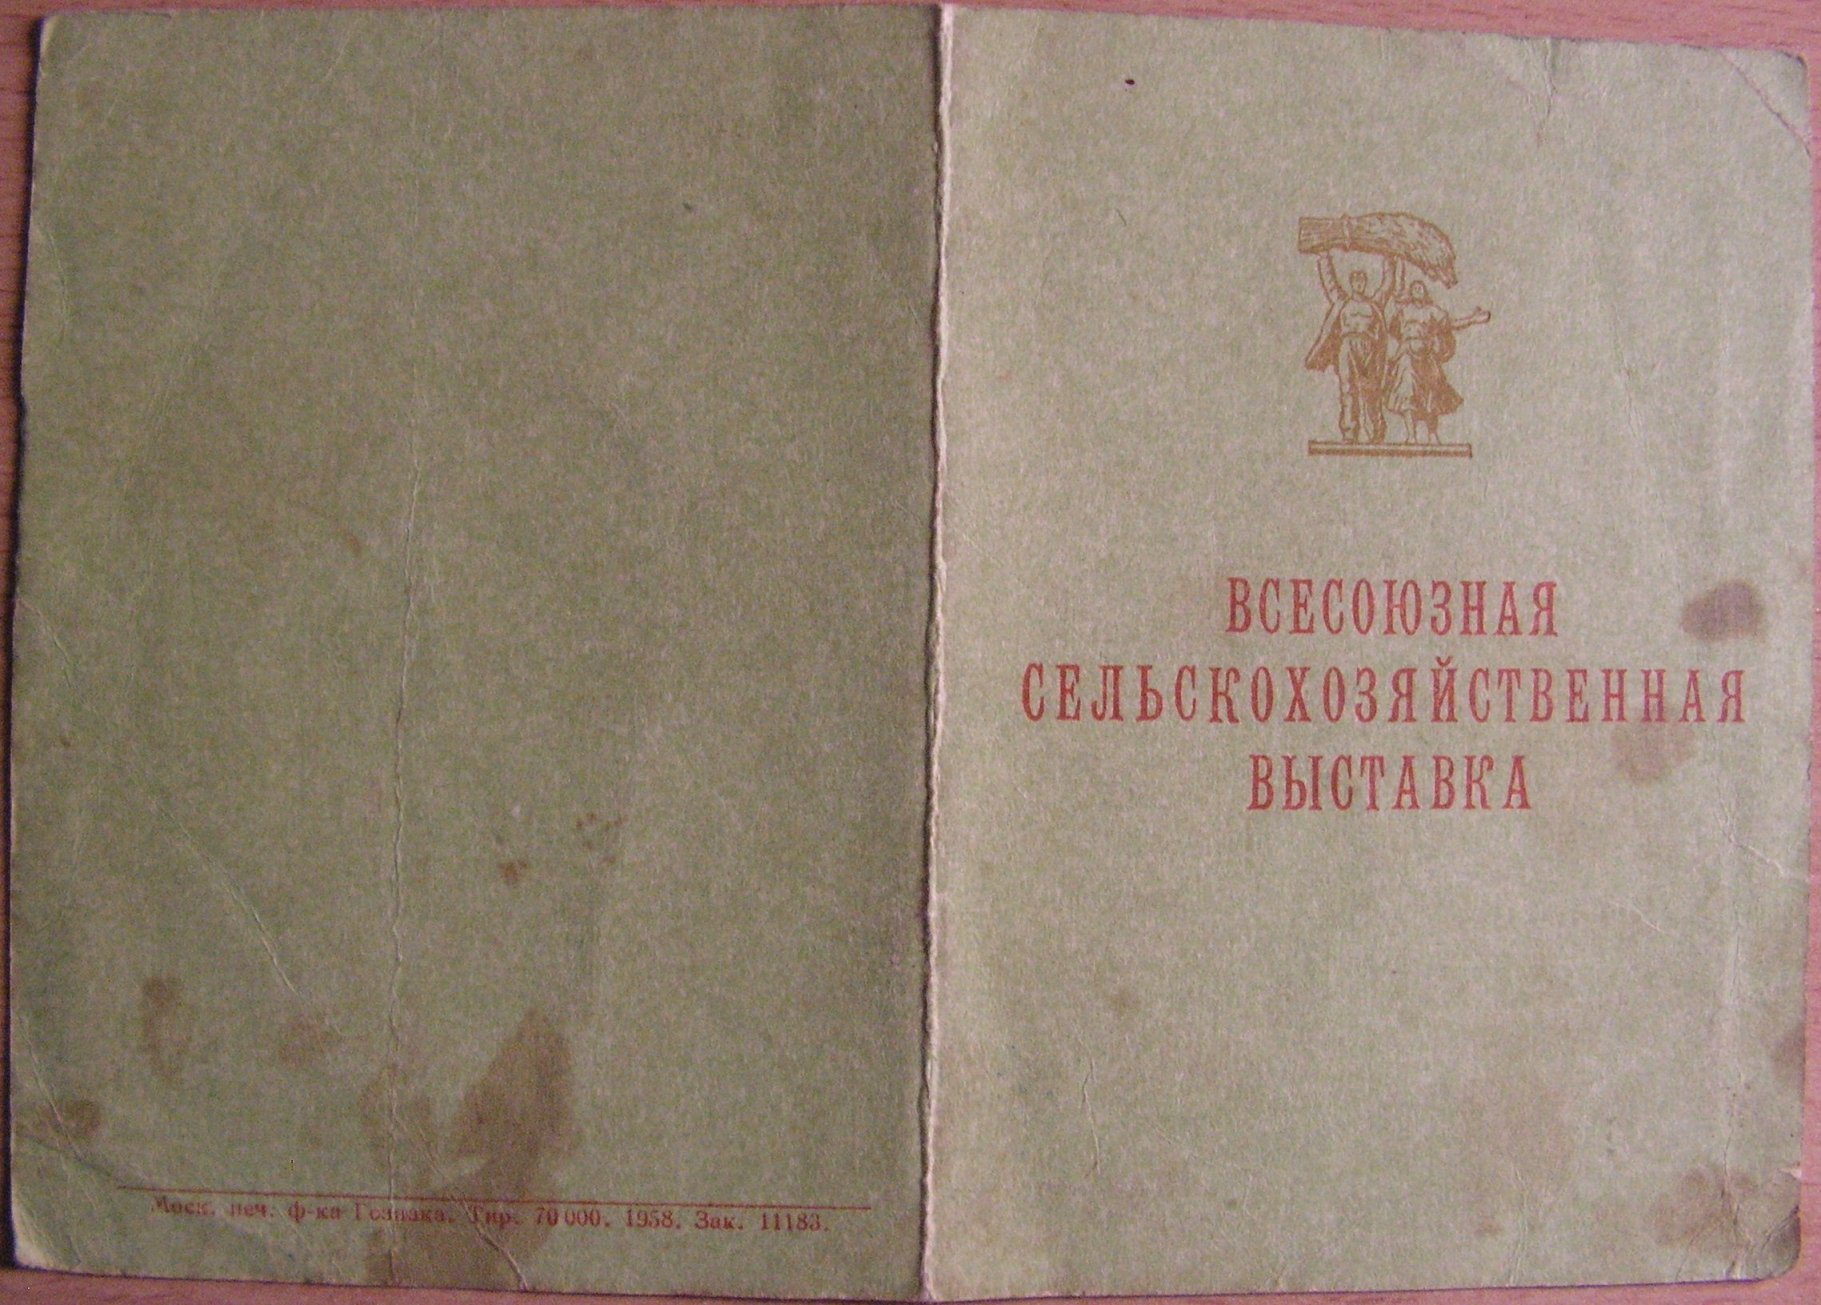 ВСЕСОЮЗНАЯ
СЕЛЬСКОХОЗЯЙСТВЕННАЯ
ВЫСТАВКА
Моск. печ. ф-ка Гознака. Тир. 70 000. 1958. Зак. 11183.